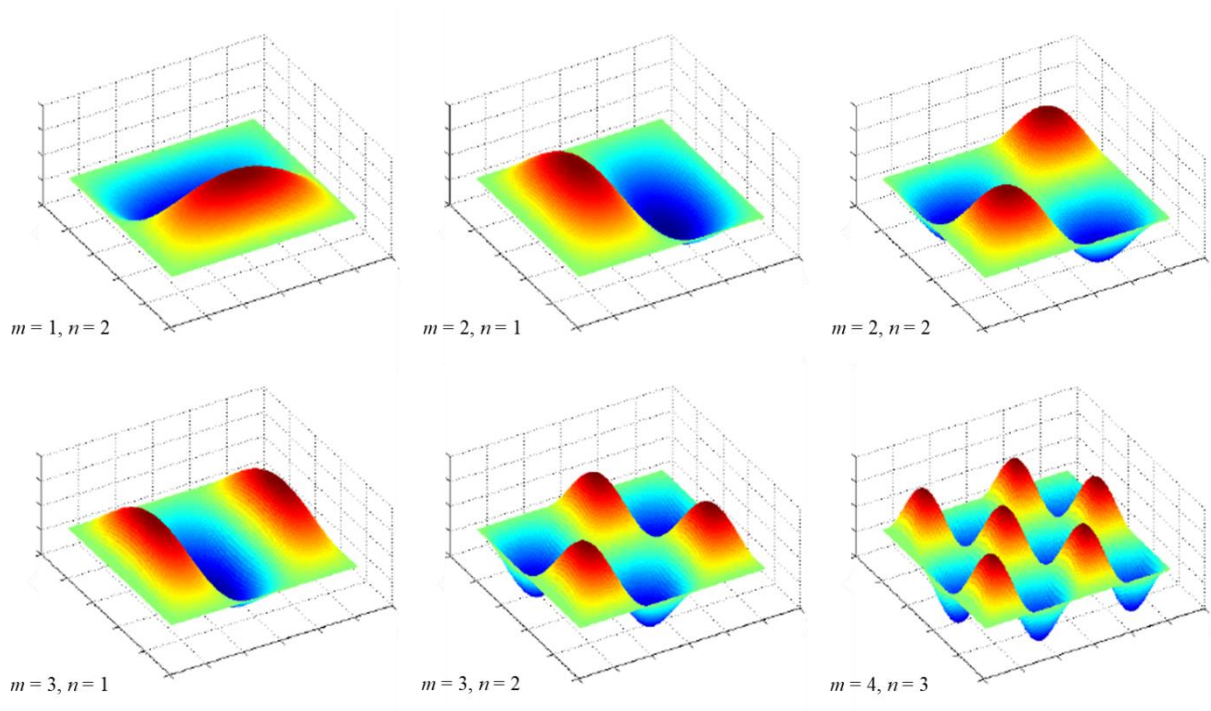 m = 1, n = 2
m = 2, n = 1
m = 2, n = 2
m = 3, n = 1
m = 3, n = 2
m = 4, n = 3